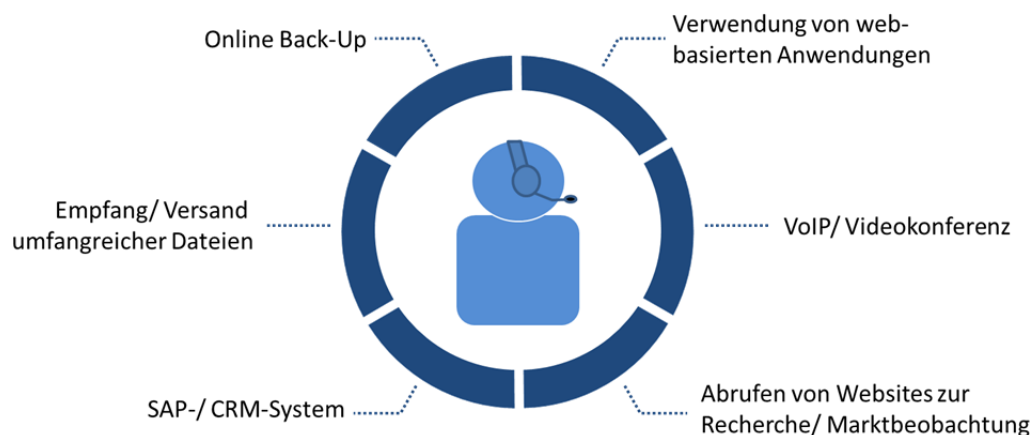 Online Back-Up
Verwendung von web-
basierten Anwendungen
Empfang/ Versand
umfangreicher Dateien
VoIP/ Videokonferenz
SAP-/ CRM-System
Abrufen von Websites zur
Recherche/ Marktbeobachtung